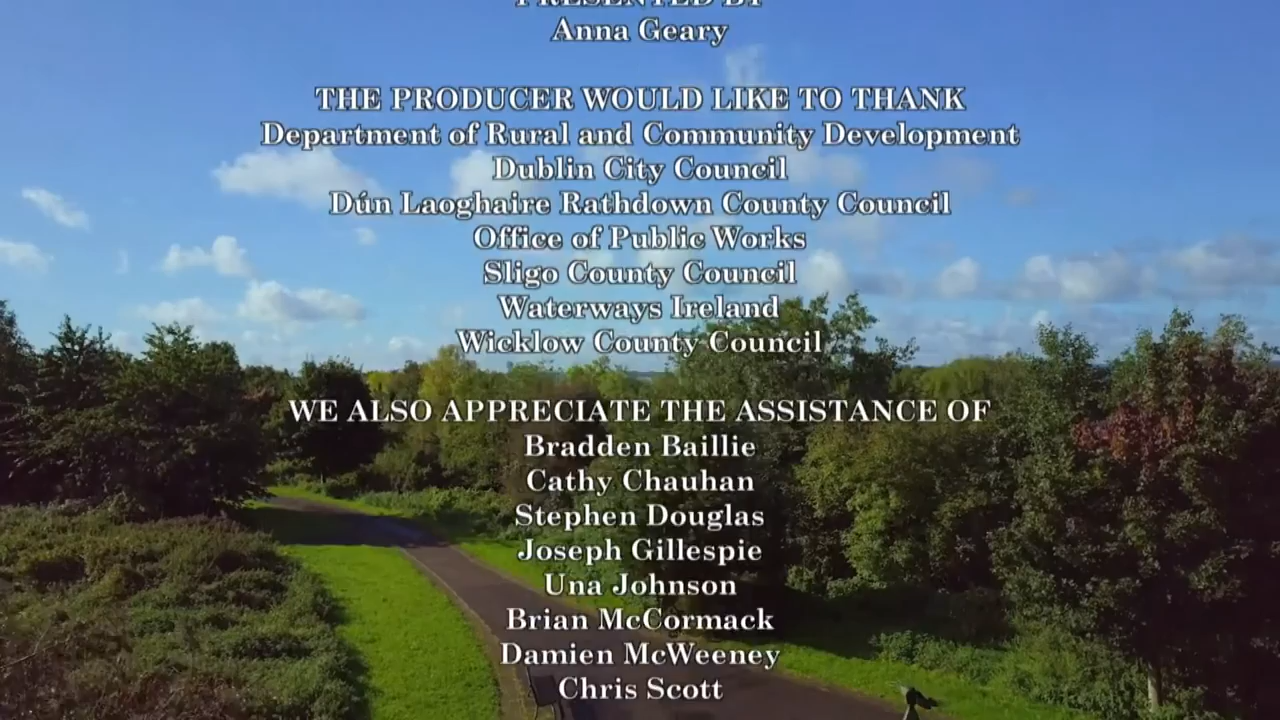 PRESENTED BY
Anna Geary
THE PRODUCER WOULD LIKE TO THANK
Department of Rural and Community Development
Dublin City Council
Dún Laoghaire Rathdown County Council
Office of Public Works
Sligo County Council
Waterways Ireland
Wicklow County Council
WE ALSO APPRECIATE THE ASSISTANCE OF
Bradden Baillie
Cathy Chauhan
Stephen Douglas
Joseph Gillespie
Una Johnson
Brian McCormack
Damien McWeeney
Chris Scott